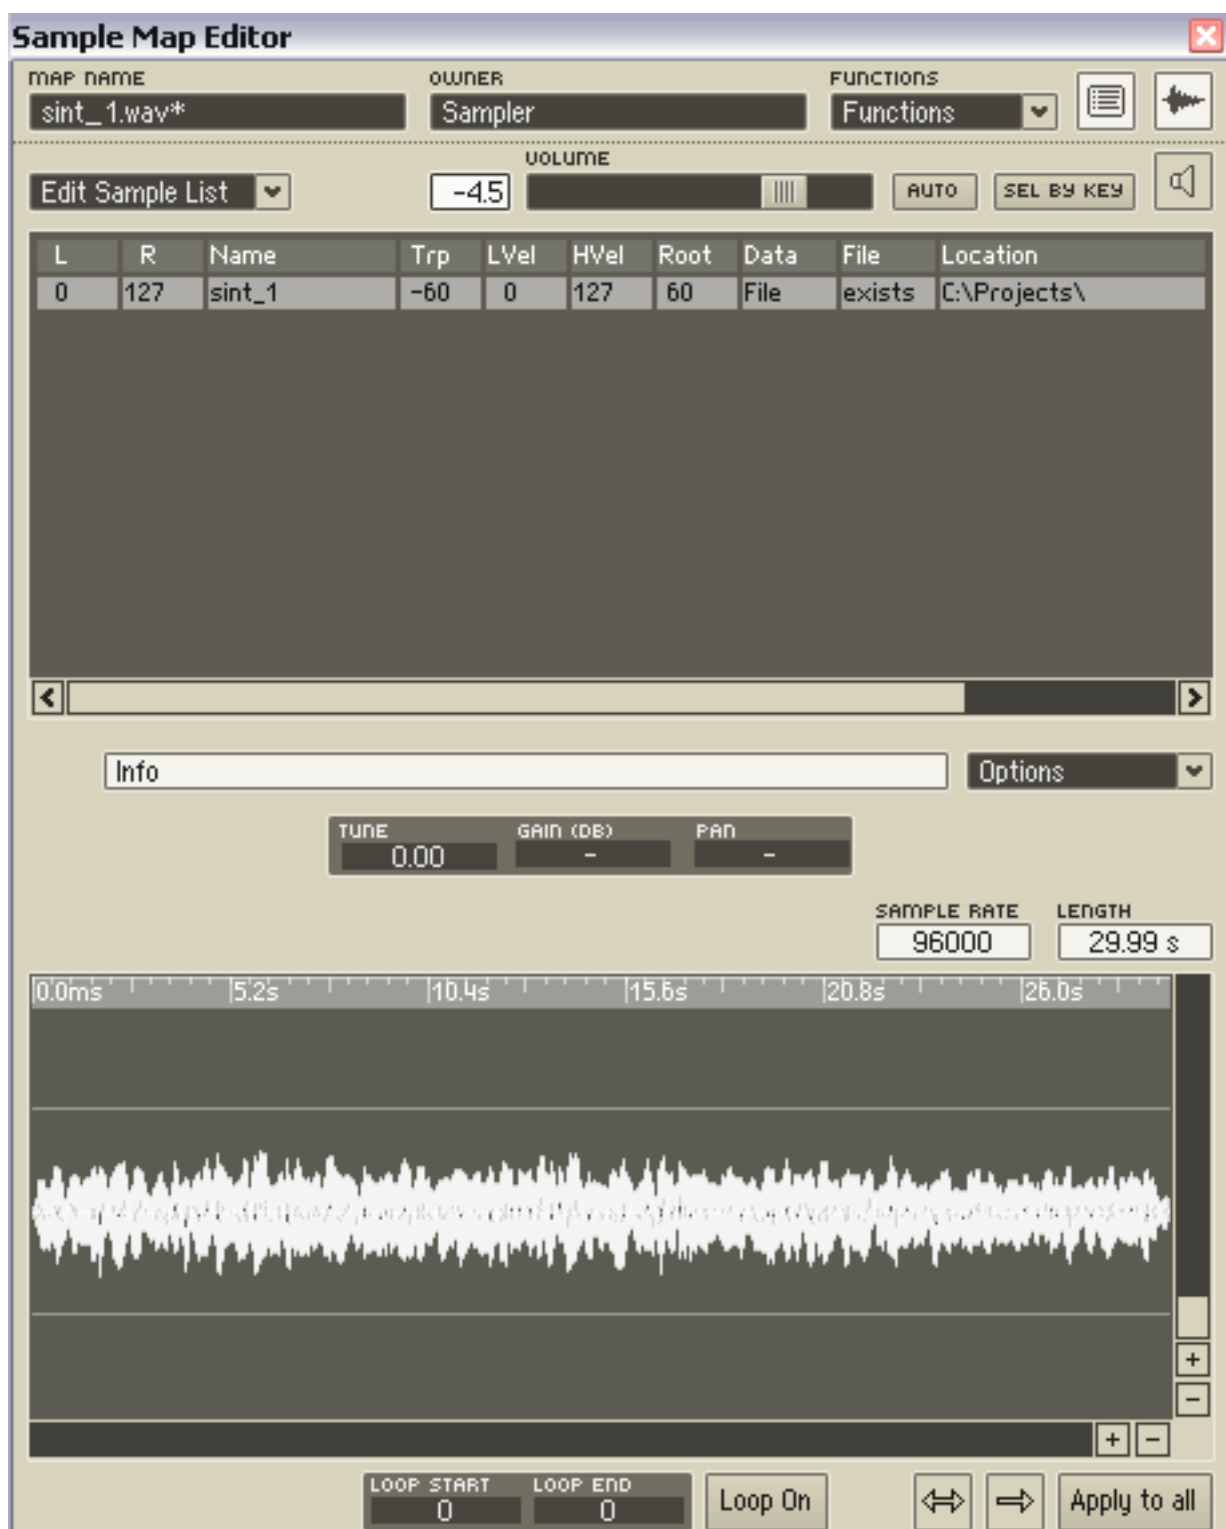 Sample Map Editor
MAP NAME OWNER FUNCTIONS
sint_1.wav* Sampler Functions
VOLUME
Edit Sample List -4.5 AUTO SEL BY KEY
L R Name Trp LVel HVel Root Data File Location
0 127 sint_1 -60 0 127 60 File exists C:\Projects\
Info Options
TUNE GAIN (DB) PAN
0.00 - -
SAMPLE RATE LENGTH
96000 29.99 s
0.0ms 5.2s 10.4s 15.6s 20.8s 26.0s
+
-
+ -
LOOP START LOOP END
0 0 Loop On Apply to all